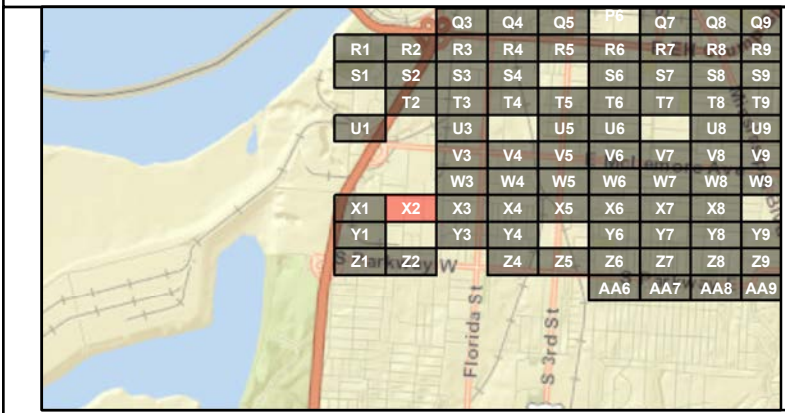 Q3 Q4 Q5 P6 Q7 Q8 Q9
R1 R2 R3 R4 R5 R6 R7 R8 R9
S1 S2 S3 S4 S6 S7 S8 S9
T2 T3 T4 T5 T6 T7 T8 T9
U1 U3 U5 U6 U8 U9
V3 V4 V5 V6 V7 V8 V9
E McLemore Ave
W3 W4 W5 W6 W7 W8 W9
X1 X2 X3 X4 X5 X6 X7 X8
Y1 Y3 Y4 Y6 Y7 Y8 Y9
S Parkway W
Z1 Z2 Z4 Z5 Z6 Z7 Z8 Z9
S Parkway E
AA6 AA7 AA8 AA9
Florida St
S 3rd St